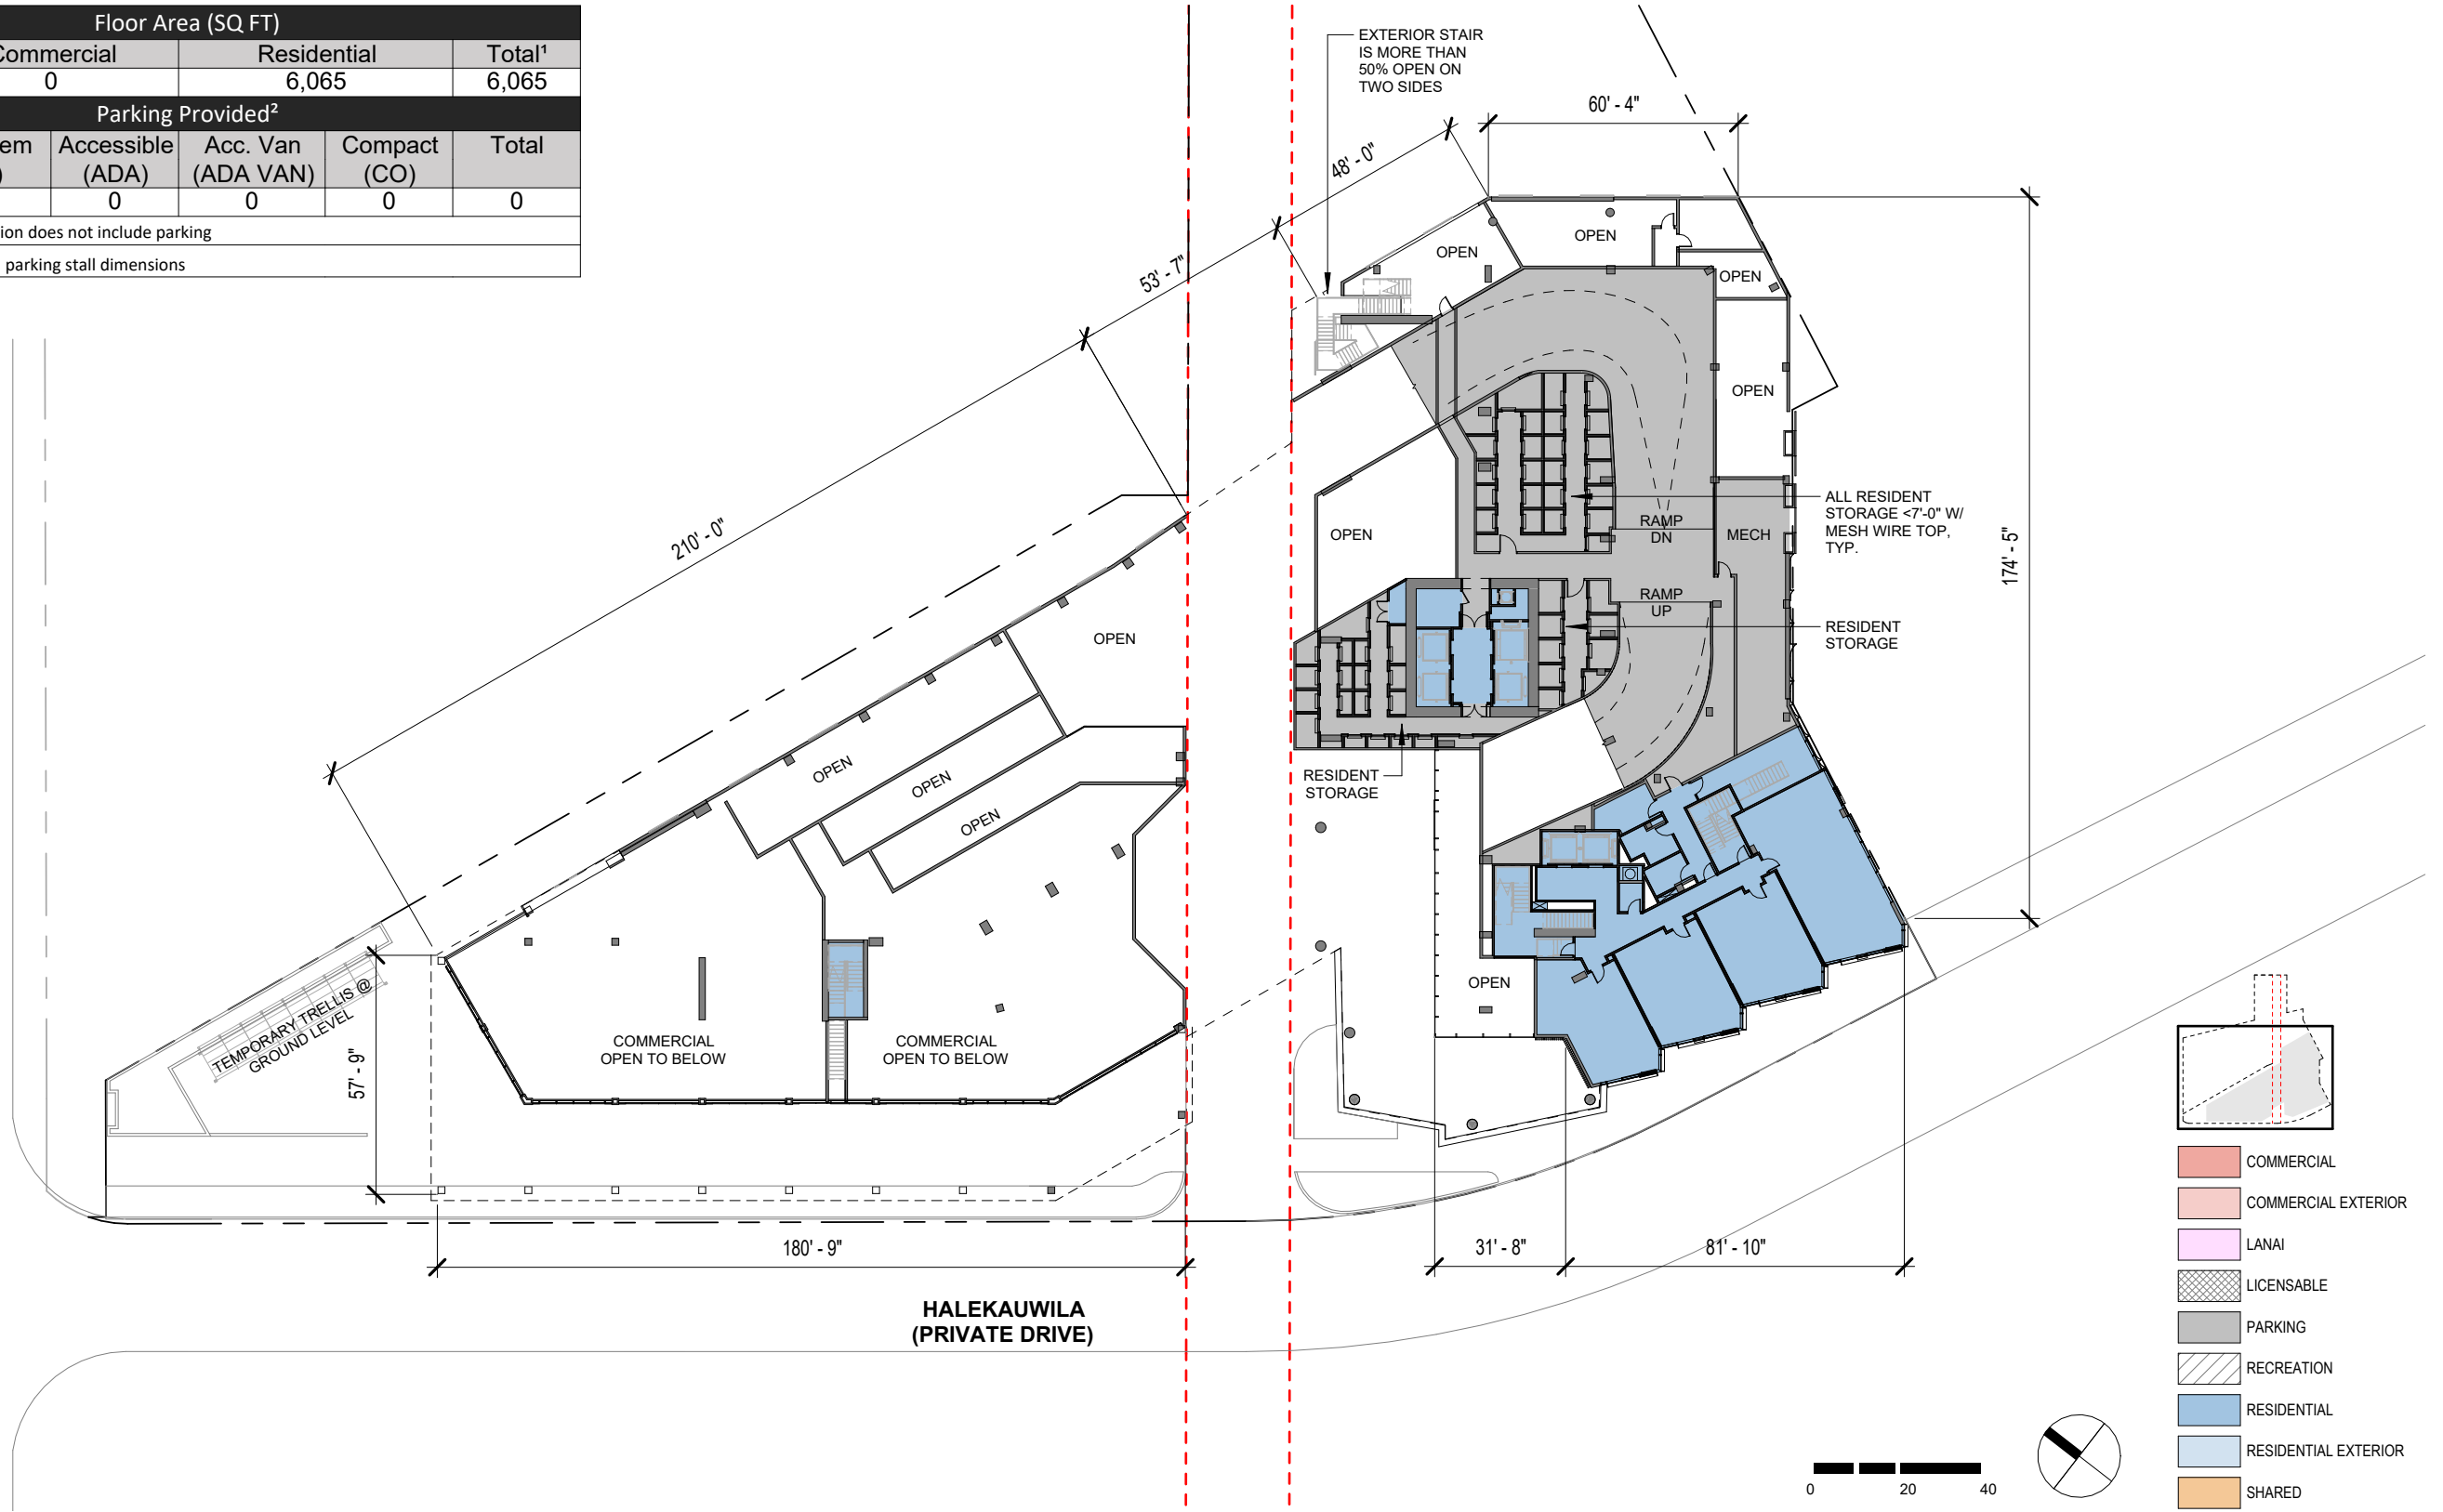 Floor Area (SQ FT)
Commercial Residential Total¹
0 6,065 6,065
Parking Provided²
Accessible Acc. Van Compact Total
(ADA) (ADA VAN) (CO)
0 0 0 0
does not include parking
parking stall dimensions
EXTERIOR STAIR
IS MORE THAN
50% OPEN ON
TWO SIDES
60' - 4"
48' - 0"
53' - 7"
210' - 0"
OPEN
OPEN
OPEN
OPEN
OPEN
RAMP
DN
MECH
ALL RESIDENT
STORAGE <7'-0" W/
MESH WIRE TOP,
TYP.
174' - 5"
RAMP
UP
RESIDENT
STORAGE
OPEN
OPEN
OPEN
OPEN
RESIDENT
STORAGE
OPEN
TEMPORARY TRELLIS @
GROUND LEVEL
57' - 9"
COMMERCIAL
OPEN TO BELOW
COMMERCIAL
OPEN TO BELOW
180' - 9"
31' - 8"
81' - 10"
HALEKAUWILA
(PRIVATE DRIVE)
COMMERCIAL
COMMERCIAL EXTERIOR
LANAI
LICENSABLE
PARKING
RECREATION
RESIDENTIAL
RESIDENTIAL EXTERIOR
SHARED
0 20 40